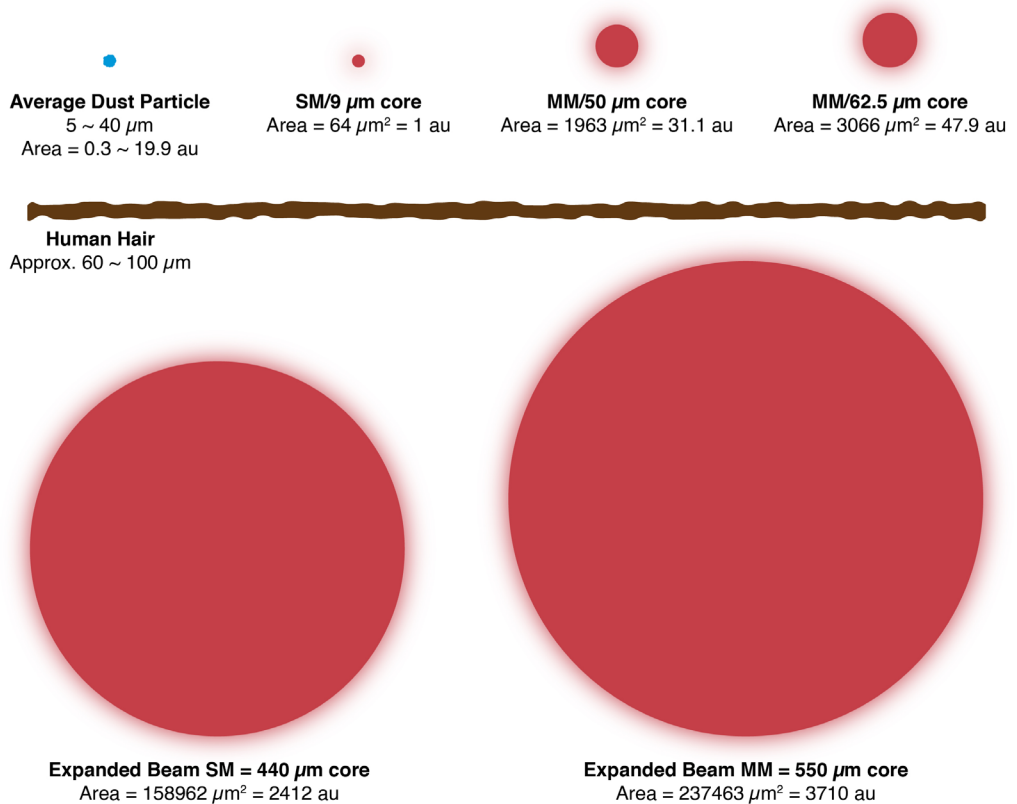 Average Dust Particle
5 ~ 40 µm
Area = 0.3 ~ 19.9 au
SM/9 µm core
Area = 64 µm² = 1 au
MM/50 µm core
Area = 1963 µm² = 31.1 au
MM/62.5 µm core
Area = 3066 µm² = 47.9 au
Human Hair
Approx. 60 ~ 100 µm
Expanded Beam SM = 440 µm core
Area = 158962 µm² = 2412 au
Expanded Beam MM = 550 µm core
Area = 237463 µm² = 3710 au